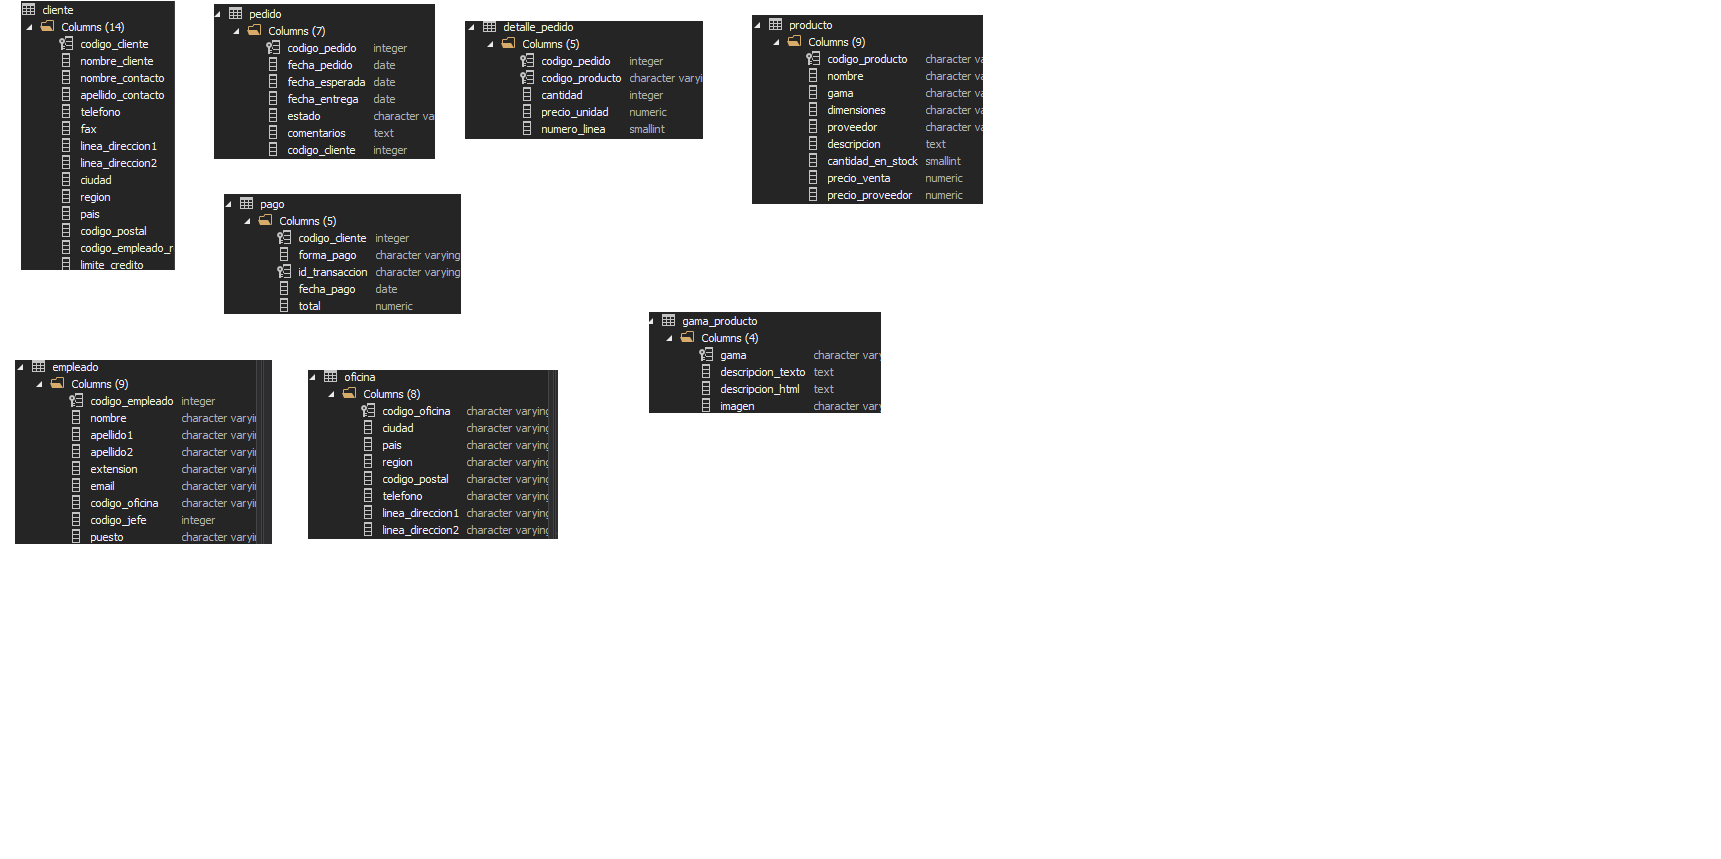 cliente
Columns (14)
codigo_cliente
nombre_cliente
nombre_contacto
apellido_contacto
telefono
fax
linea_direccion1
linea_direccion2
ciudad
region
pais
codigo_postal
codigo_empleado_r
limite_credito
pedido
Columns (7)
codigo_pedido integer
fecha_pedido date
fecha_esperada date
fecha_entrega date
estado character va
comentarios text
codigo_cliente integer
detalle_pedido
Columns (5)
codigo_pedido integer
codigo_producto character varyi
cantidad integer
precio_unidad numeric
numero_linea smallint
producto
Columns (9)
codigo_producto character va
nombre character va
gama character va
dimensiones character va
proveedor character va
descripcion text
cantidad_en_stock smallint
precio_venta numeric
precio_proveedor numeric
pago
Columns (5)
codigo_cliente integer
forma_pago character varying
id_transaccion character varying
fecha_pago date
total numeric
gama_producto
Columns (4)
gama character vary
descripcion_texto text
descripcion_html text
imagen character vary
empleado
Columns (9)
codigo_empleado integer
nombre character varyi
apellido1 character varyi
apellido2 character varyi
extension character varyi
email character varyi
codigo_oficina character varyi
codigo_jefe integer
puesto character varyi
oficina
Columns (8)
codigo_oficina character varying
ciudad character varying
pais character varying
region character varying
codigo_postal character varying
telefono character varying
linea_direccion1 character varying
linea_direccion2 character varying